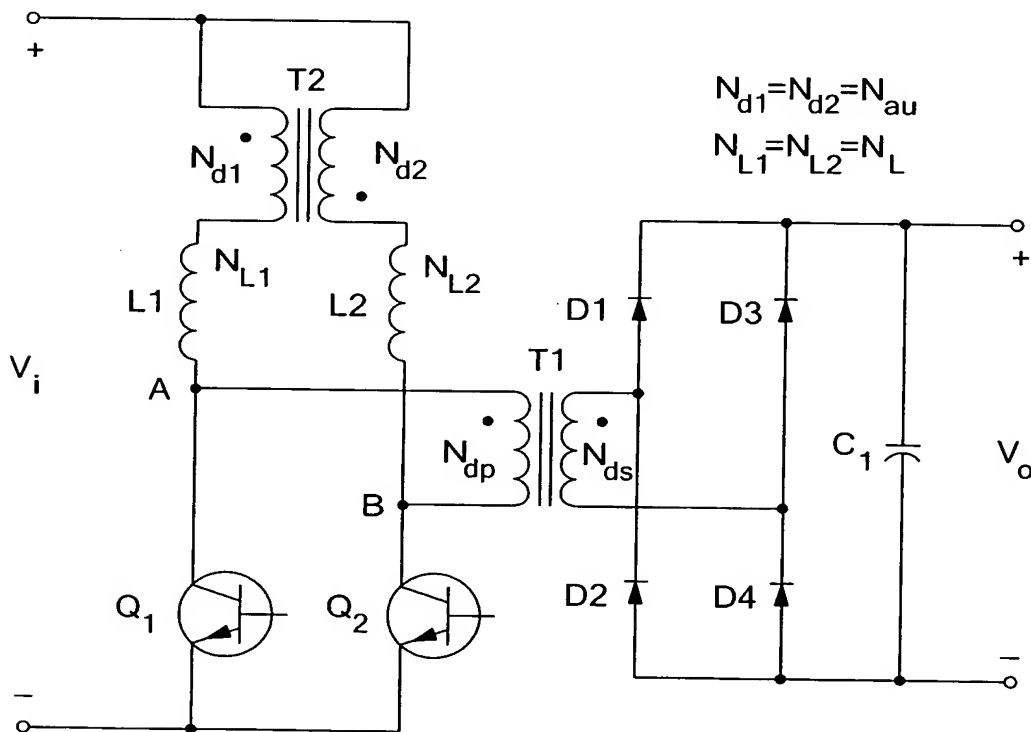 +
T2
N_d1
N_d2
N_d1=N_d2=N_au
N_L1=N_L2=N_L
N_L1
N_L2
L1
L2
V_i
A
B
T1
N_dp
N_ds
D1
D3
D2
D4
C_1
+
V_o
−
Q_1
Q_2
−